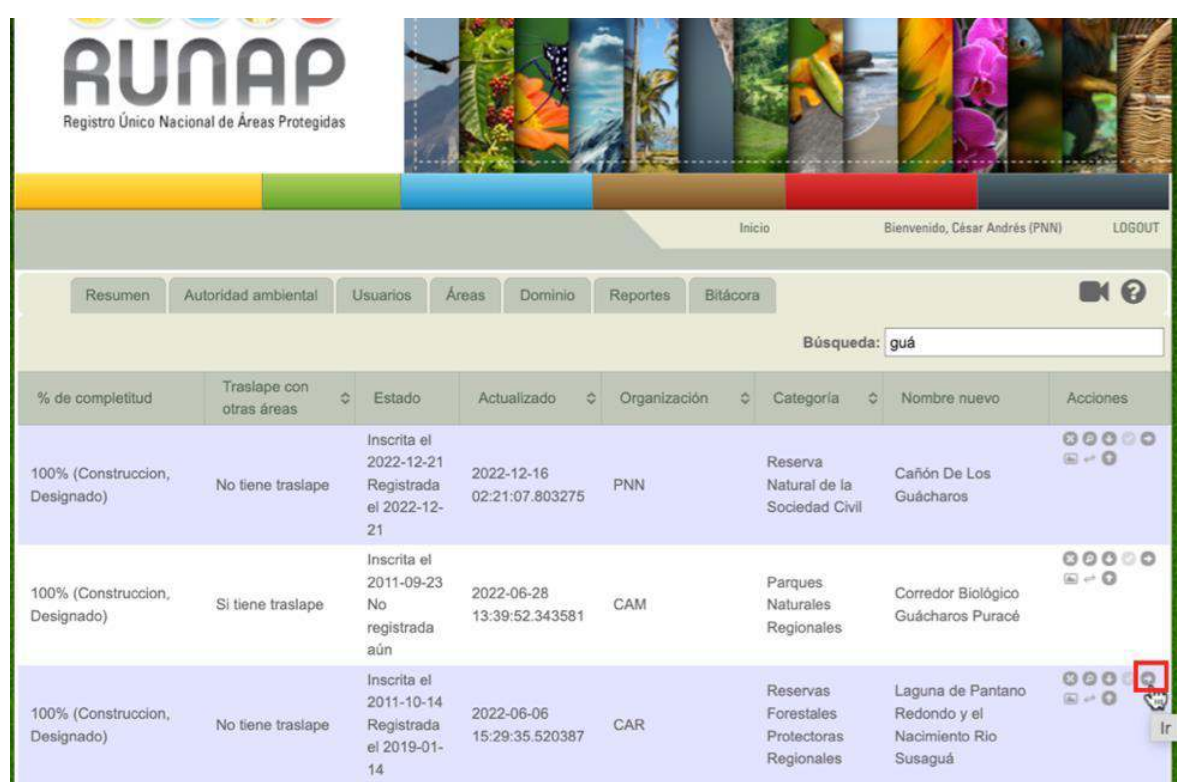 RUNAP
Registro Único Nacional de Áreas Protegidas
Inicio Bienvenido, César Andrés (PNN) LOGOUT
Resumen Autoridad ambiental Usuarios Áreas Dominio Reportes Bitácora
Búsqueda: guá
% de completitud Traslape con otras áreas Estado Actualizado Organización Categoría Nombre nuevo Acciones
100% (Construccion,
Designado)
No tiene traslape
Inscrita el
2022-12-21
Registrada
el 2022-12-
21
2022-12-16
02:21:07.803275
PNN
Reserva
Natural de la
Sociedad Civil
Cañón De Los
Guácharos
100% (Construccion,
Designado)
Si tiene traslape
Inscrita el
2011-09-23
No
registrada
aún
2022-06-28
13:39:52.343581
CAM
Parques
Naturales
Regionales
Corredor Biológico
Guácharos Puracé
100% (Construccion,
Designado)
No tiene traslape
Inscrita el
2011-10-14
Registrada
el 2019-01-
14
2022-06-06
15:29:35.520387
CAR
Reservas
Forestales
Protectoras
Regionales
Laguna de Pantano
Redondo y el
Nacimiento Rio
Susaguá
Ir